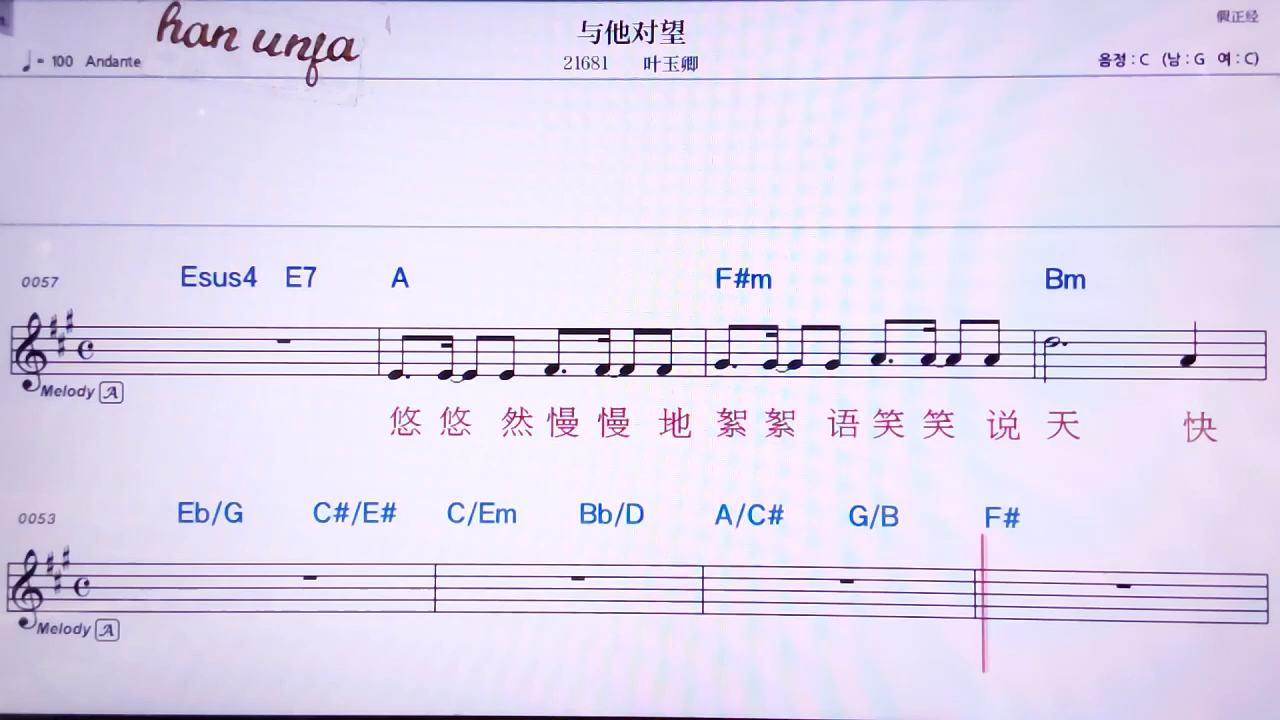 han unfa
与他对望
假正经
♩= 100 Andante
21681 叶玉卿
음정 : C (남 : G 여 : C)
0057 Esus4 E7 A F#m Bm
Melody A
悠 悠 然 慢 慢 地 絮 絮 语 笑 笑 说 天 快
0053 Eb/G C#/E# C/Em Bb/D A/C# G/B F#
Melody A